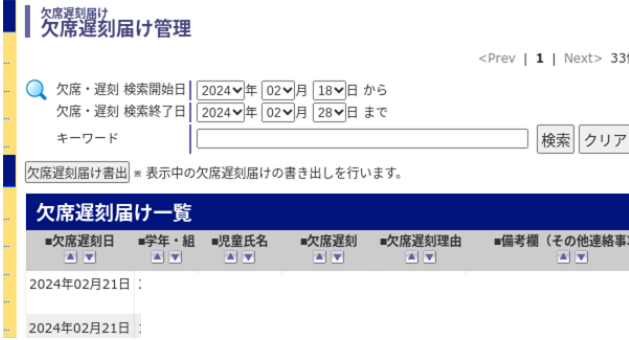 欠席遅刻届け
欠席遅刻届け管理
<Prev | 1 | Next> 33
欠席・遅刻 検索開始日 2024年 02月 18日 から
欠席・遅刻 検索終了日 2024年 02月 28日 まで
キーワード 検索 クリア
欠席遅刻届け書出 ※ 表示中の欠席遅刻届けの書き出しを行います。
欠席遅刻届け一覧
■欠席遅刻日 ■学年・組 ■児童氏名 ■欠席遅刻 ■欠席遅刻理由 ■備考欄（その他連絡事
2024年02月21日
2024年02月21日